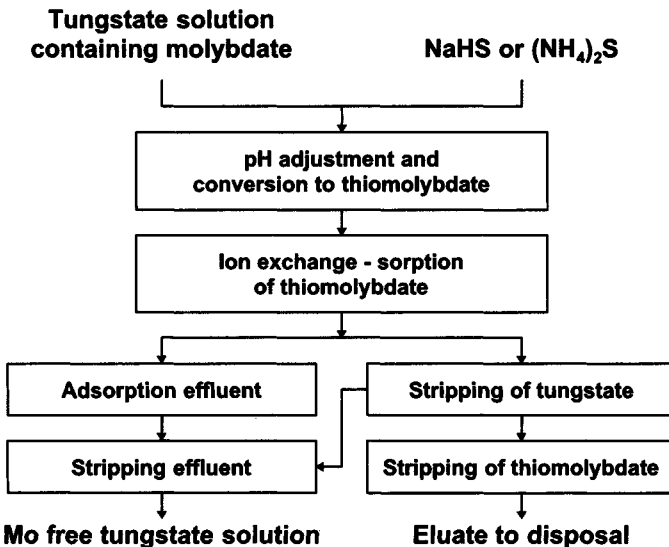 Tungstate solution
containing molybdate
NaHS or (NH₄)₂S
pH adjustment and
conversion to thiomolybdate
Ion exchange - sorption
of thiomolybdate
Adsorption effluent
Stripping of tungstate
Stripping effluent
Stripping of thiomolybdate
Mo free tungstate solution
Eluate to disposal